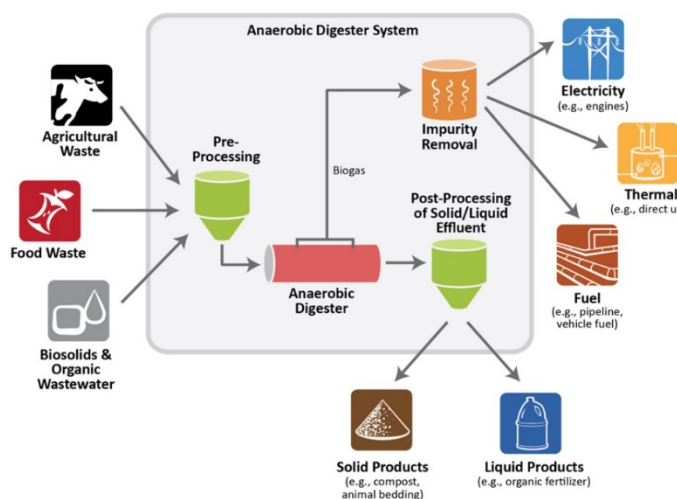 Anaerobic Digester System
Agricultural
Waste
Food Waste
Biosolids &
Organic
Wastewater
Pre-
Processing
Biogas
Anaerobic
Digester
Impurity
Removal
Post-Processing
of Solid/Liquid
Effluent
Electricity
(e.g., engines)
Thermal
(e.g., direct u
Fuel
(e.g., pipeline,
vehicle fuel)
Solid Products
(e.g., compost,
animal bedding)
Liquid Products
(e.g., organic fertilizer)